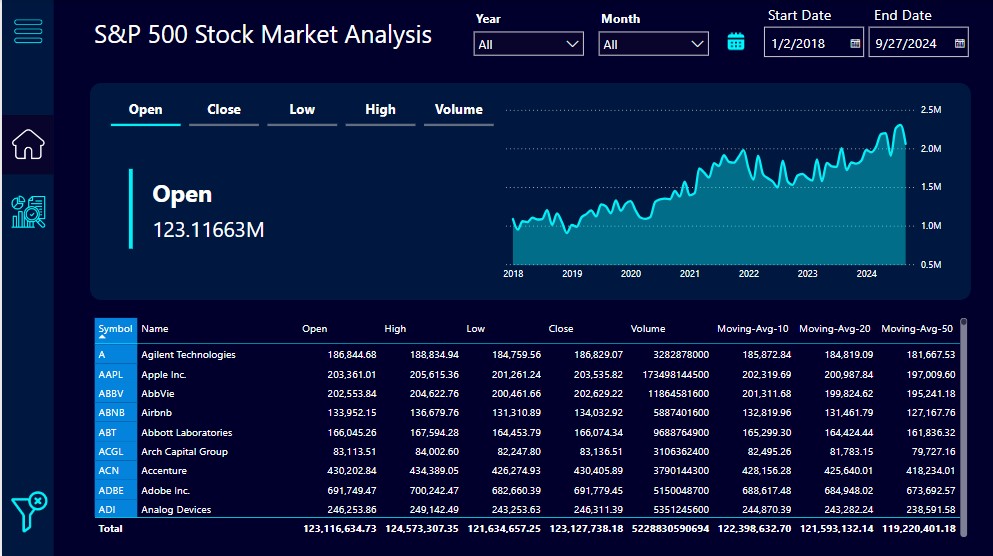 S&P 500 Stock Market Analysis
Year
All
Month
All
Start Date
1/2/2018
End Date
9/27/2024
Open Close Low High Volume
Open
123.11663M
2.5M
2.0M
1.5M
1.0M
0.5M
2018 2019 2020 2021 2022 2023 2024
Symbol Name Open High Low Close Volume Moving-Avg-10 Moving-Avg-20 Moving-Avg-50
A Agilent Technologies 186,844.68 188,834.94 184,759.56 186,829.07 3282878000 185,872.84 184,819.09 181,667.53
AAPL Apple Inc. 203,361.01 205,615.36 201,261.24 203,535.82 173498144500 202,319.69 200,987.84 197,009.60
ABBV AbbVie 202,553.84 204,622.76 200,461.66 202,629.22 11864581600 201,311.68 199,824.62 195,241.18
ABNB Airbnb 133,952.15 136,679.76 131,310.89 134,032.92 5887401600 132,819.96 131,461.79 127,167.76
ABT Abbott Laboratories 166,045.26 167,594.28 164,453.79 166,074.34 9688764900 165,299.30 164,424.44 161,836.32
ACGL Arch Capital Group 83,113.51 84,002.60 82,247.80 83,136.51 3106362400 82,495.26 81,783.15 79,727.16
ACN Accenture 430,202.84 434,389.05 426,274.93 430,405.89 3790144300 428,156.28 425,640.01 418,234.01
ADBE Adobe Inc. 691,749.47 700,242.47 682,660.39 691,779.45 5150048700 688,617.48 684,948.02 673,692.57
ADI Analog Devices 246,253.86 249,142.49 243,253.63 246,311.39 5351245600 244,870.39 243,282.24 238,591.58
Total 123,116,634.73 124,573,307.35 121,634,657.25 123,127,738.18 5228830590694 122,398,632.70 121,593,132.14 119,220,401.18